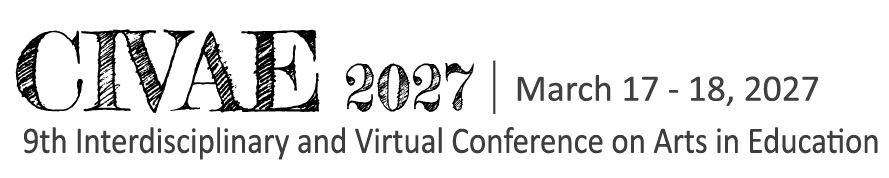 CIVAE 2027 | March 17 - 18, 2027
9th Interdisciplinary and Virtual Conference on Arts in Education